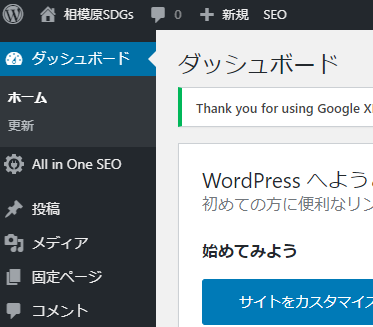 相模原SDGs 0 新規 SEO
ダッシュボード
ホーム
更新
All in One SEO
投稿
メディア
固定ページ
コメント
ダッシュボード
Thank you for using Google
WordPress へよう
初めての方に便利なリン
始めてみよう
サイトをカスタマイズ